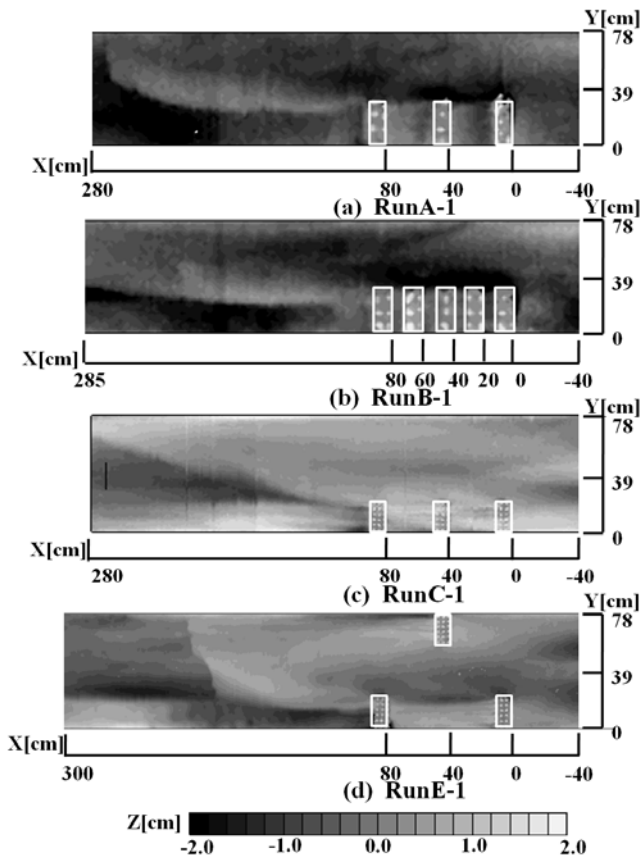 Y[cm]
78
39
0
X[cm]
280 80 40 0 -40
(a) RunA-1
Y[cm]
78
39
0
X[cm]
285 80 60 40 20 0 -40
(b) RunB-1
Y[cm]
78
39
0
X[cm]
280 80 40 0 -40
(c) RunC-1
Y[cm]
78
39
0
X[cm]
300 80 40 0 -40
(d) RunE-1
Z[cm]
-2.0 -1.0 0.0 1.0 2.0